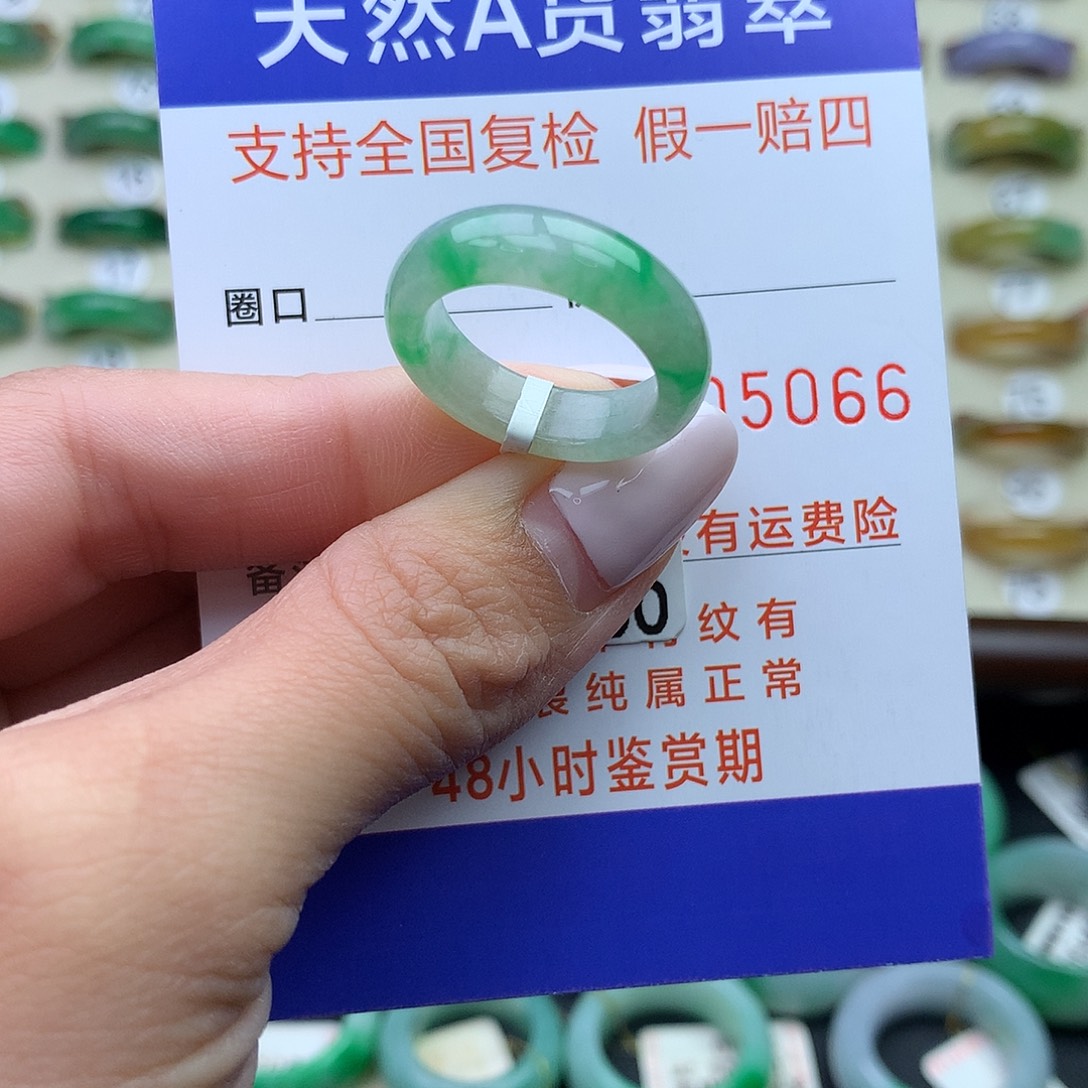 天然A货翡翠
支持全国复检 假一赔四
圈口
5066
有运费险
纹有
纯属正常
48小时鉴赏期